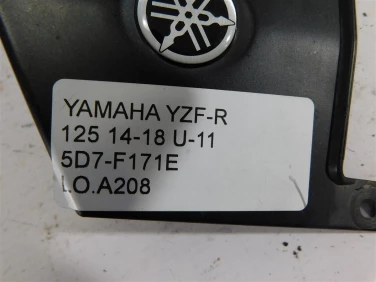 YAMAHA YZF-R
125 14-18 U-11
5D7-F171E
I.O.A208